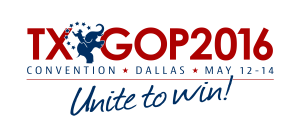 TX GOP2016
CONVENTION ★ DALLAS ★ MAY 12-14
Unite to win!